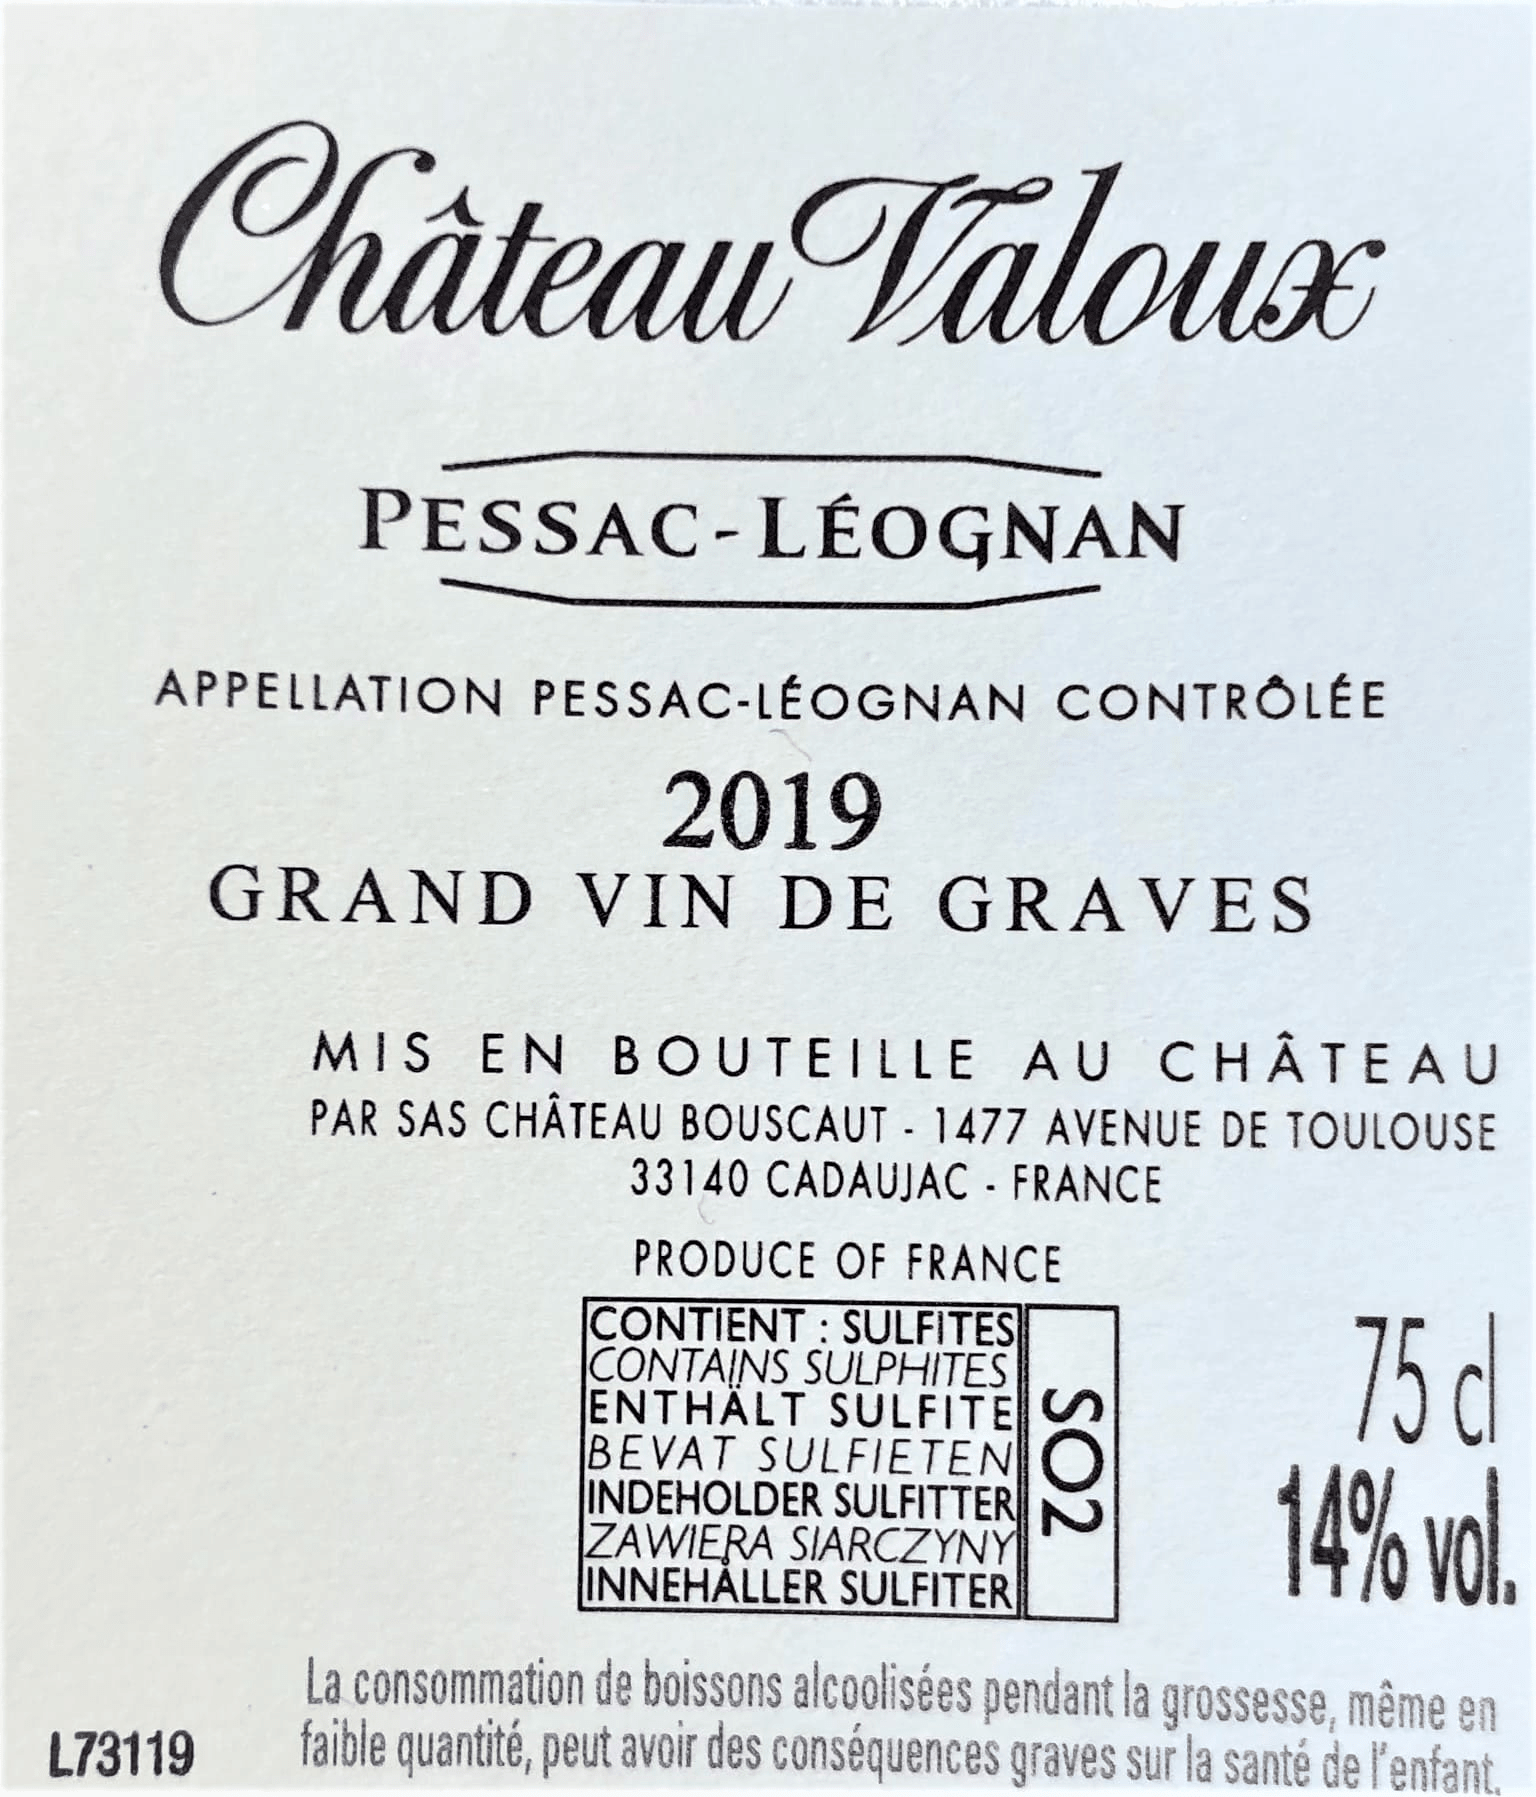 Château Valoux
PESSAC-LÉOGNAN
APPELLATION PESSAC-LÉOGNAN CONTRÔLÉE
2019
GRAND VIN DE GRAVES
MIS EN BOUTEILLE AU CHÂTEAU
PAR SAS CHÂTEAU BOUSCAUT - 1477 AVENUE DE TOULOUSE
33140 CADAUJAC - FRANCE
PRODUCE OF FRANCE
CONTIENT : SULFITES
CONTAINS SULPHITES
ENTHÄLT SULFITE
BEVAT SULFIETEN
INDEHOLDER SULFITTER
ZAWIERA SIARCZYNY
INNEHÅLLER SULFITER
SO2
75 cl
14% vol.
La consommation de boissons alcoolisées pendant la grossesse, même en
faible quantité, peut avoir des conséquences graves sur la santé de l'enfant.
L73119